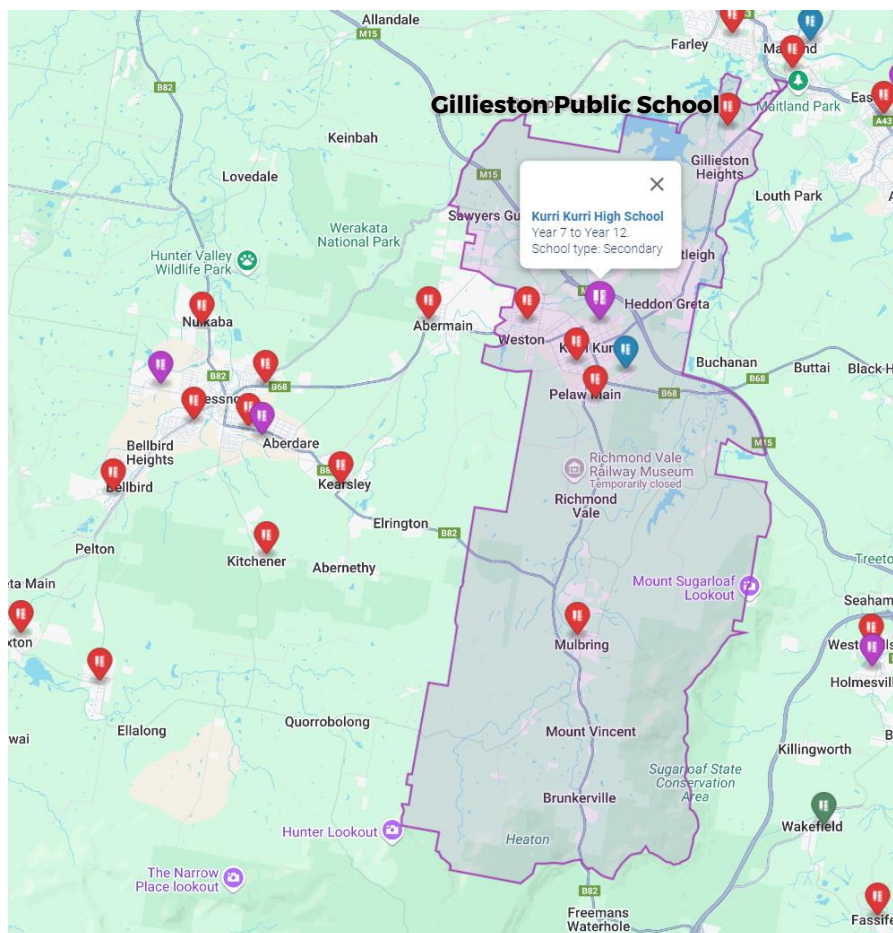 Allandale
M15
B82
Farley
Gillieston Public School
Maitland Park
A43
Keinbah
Gillieston
Heights
M15
Lovedale
Louth Park
Kurri Kurri High School
Year 7 to Year 12.
School type: Secondary
Werakata
National Park
Hunter Valley
Wildlife Park
Heddon Greta
Abermain
Weston
Buchanan
Buttai
B82
B68
B68
B68
Pelaw Main
Aberdare
M15
Bellbird
Heights
Richmond Vale
Railway Museum
Temporarily closed
Kearsley
Richmond
Vale
Elrington
B82
Pelton
Kitchener
Abernethy
Mount Sugarloaf
Lookout
Mulbring
Ellalong
Quorrobolong
Mount Vincent
Killingworth
Sugarloaf State
Conservation
Area
Brunkerville
Wakefield
Hunter Lookout
Heaton
The Narrow
Place lookout
B82
Freemans
Waterhole